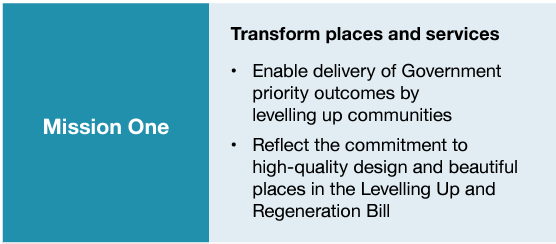 Mission One
Transform places and services
• Enable delivery of Government
priority outcomes by
levelling up communities
• Reflect the commitment to
high-quality design and beautiful
places in the Levelling Up and
Regeneration Bill